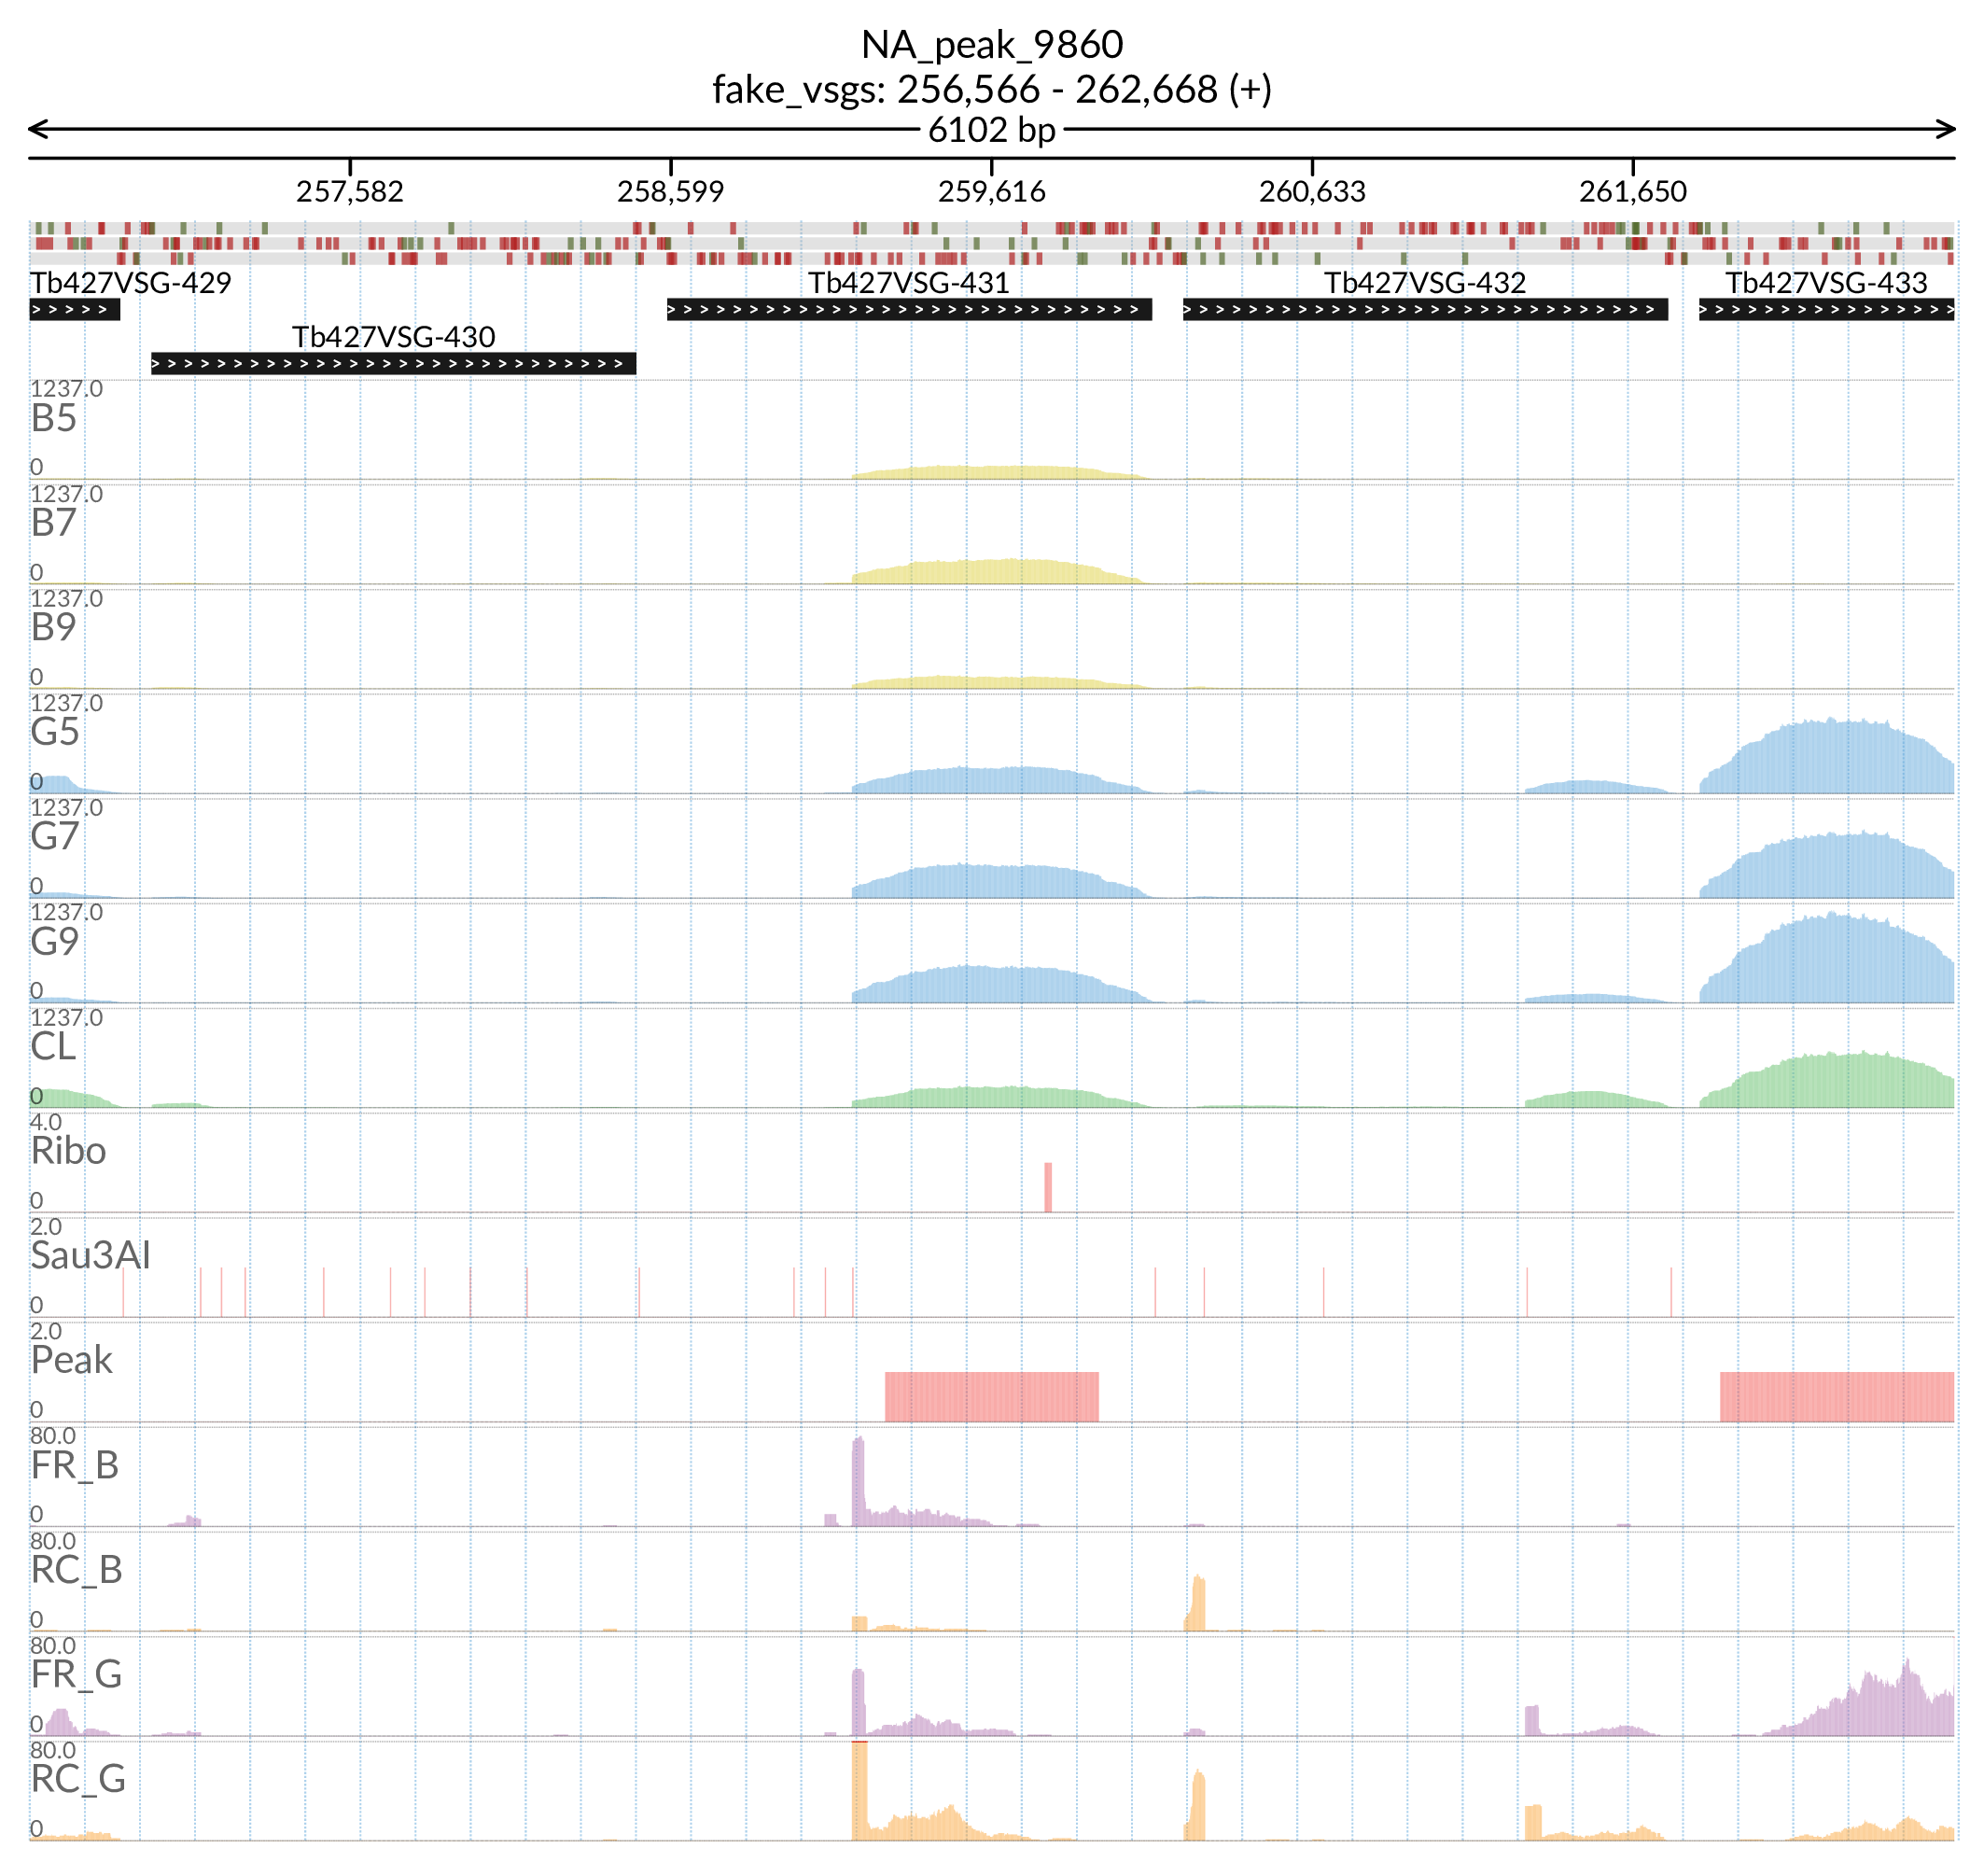 NA_peak_9860
fake_vsgs: 256,566 - 262,668 (+)
6102 bp
257,582 258,599 259,616 260,633 261,650
Tb427VSG-429 Tb427VSG-431 Tb427VSG-432 Tb427VSG-433
Tb427VSG-430
1237.0
B5
0
1237.0
B7
0
1237.0
B9
0
1237.0
G5
0
1237.0
G7
0
1237.0
G9
0
1237.0
CL
0
4.0
Ribo
0
2.0
Sau3AI
0
2.0
Peak
0
80.0
FR_B
0
80.0
RC_B
0
80.0
FR_G
0
80.0
RC_G
0